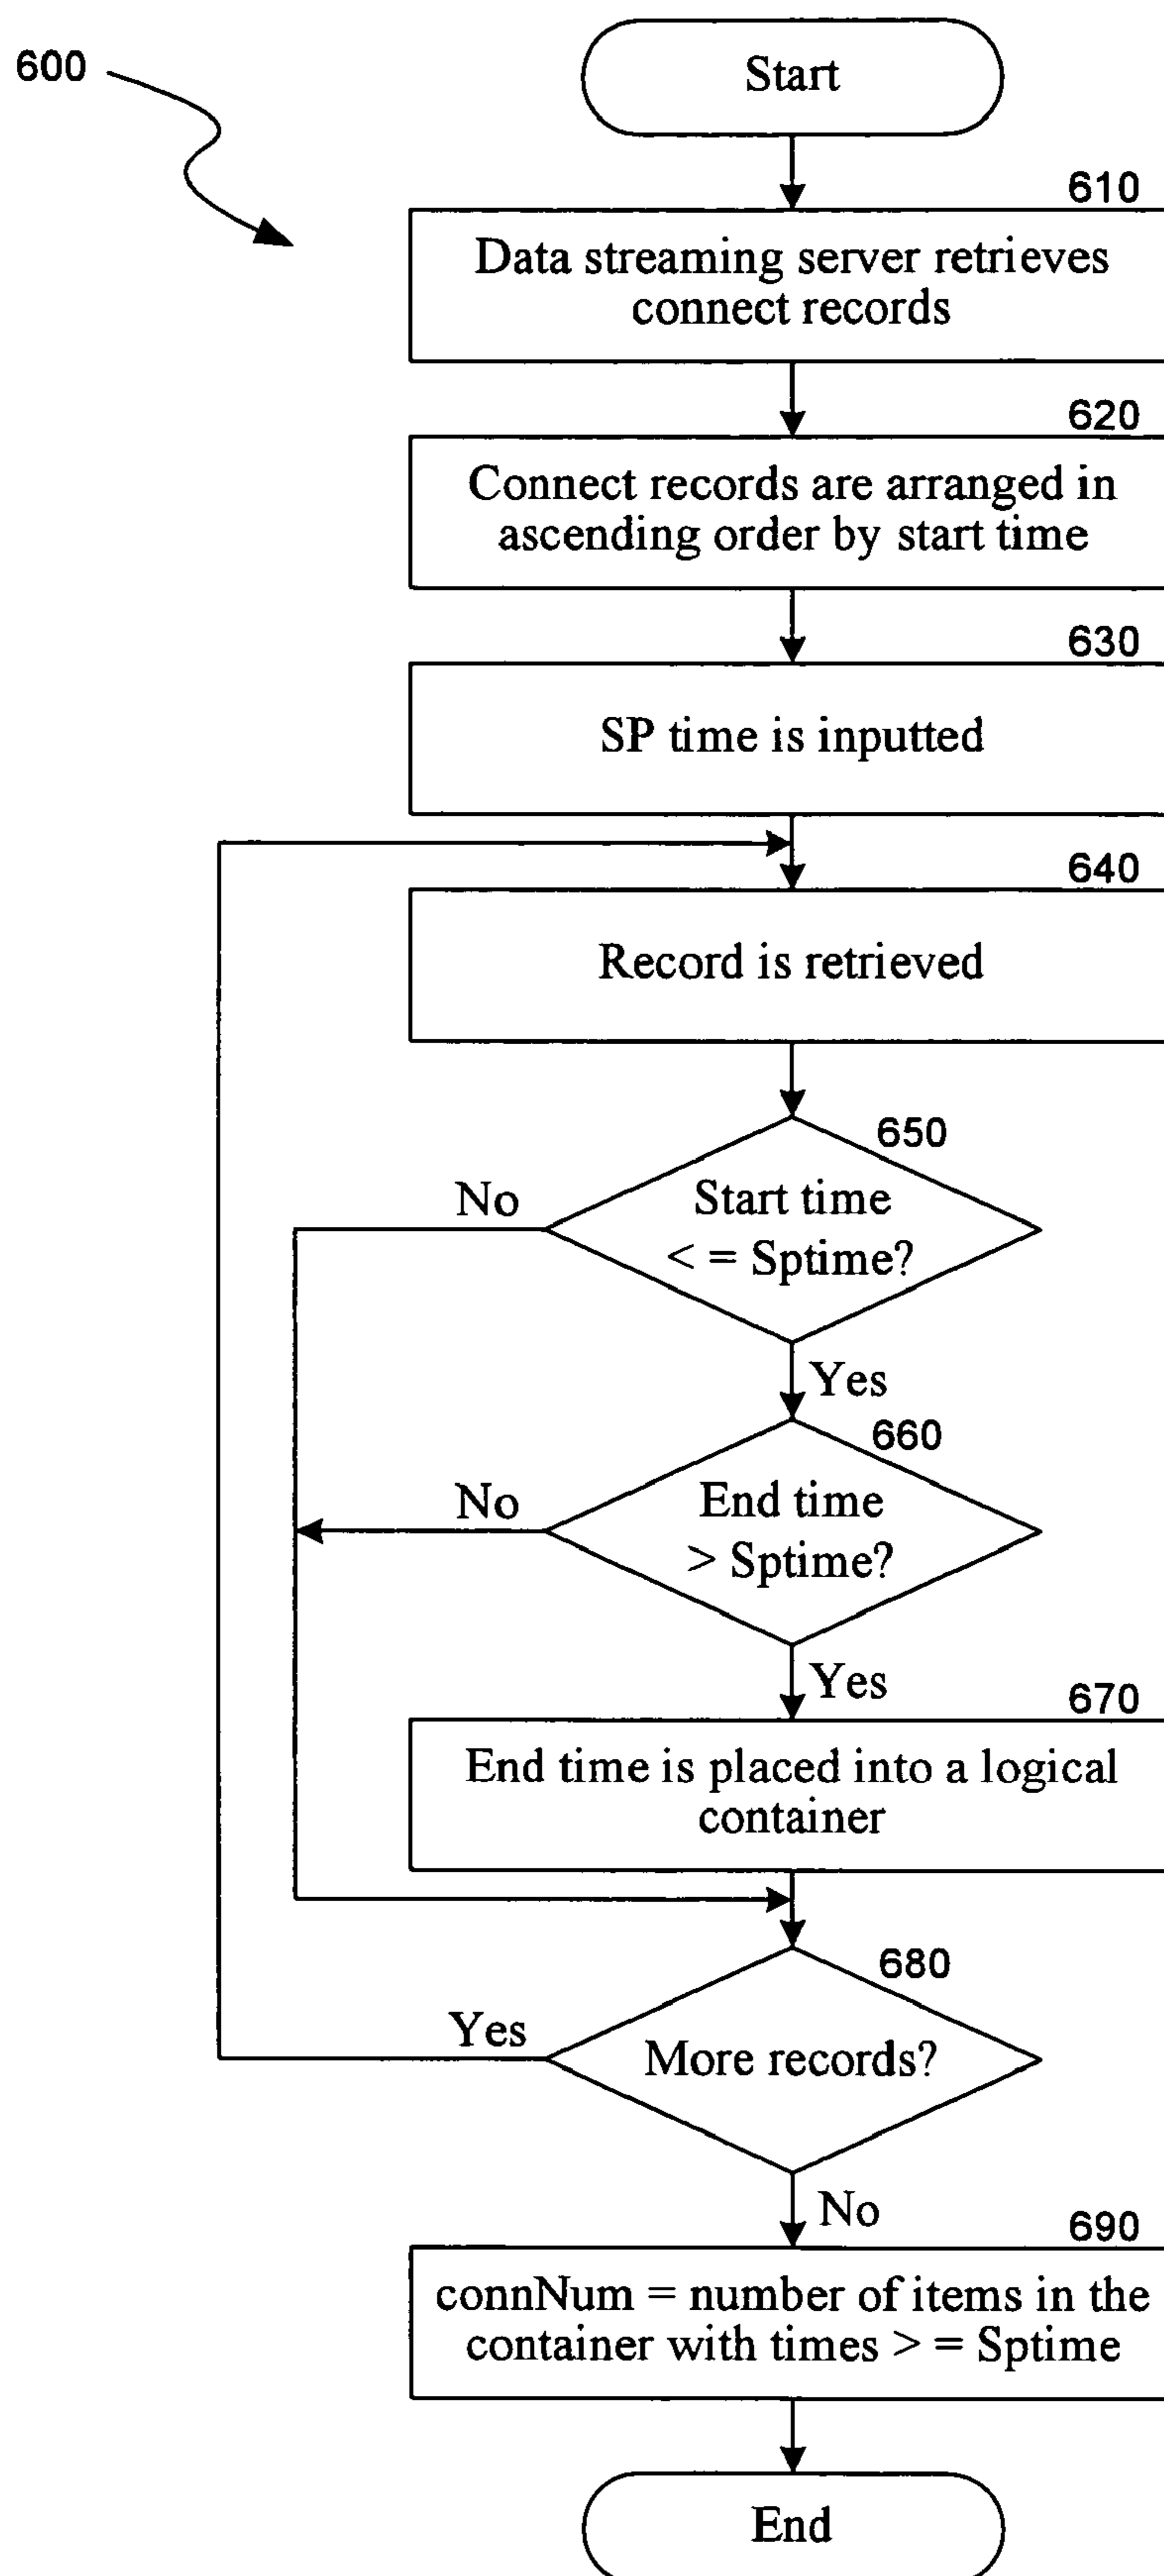 600
Start
610
Data streaming server retrieves
connect records
620
Connect records are arranged in
ascending order by start time
630
SP time is inputted
640
Record is retrieved
650
Start time
< = Sptime?
No
Yes
660
End time
> Sptime?
No
Yes
670
End time is placed into a logical
container
680
More records?
Yes
No
690
connNum = number of items in the
container with times > = Sptime
End